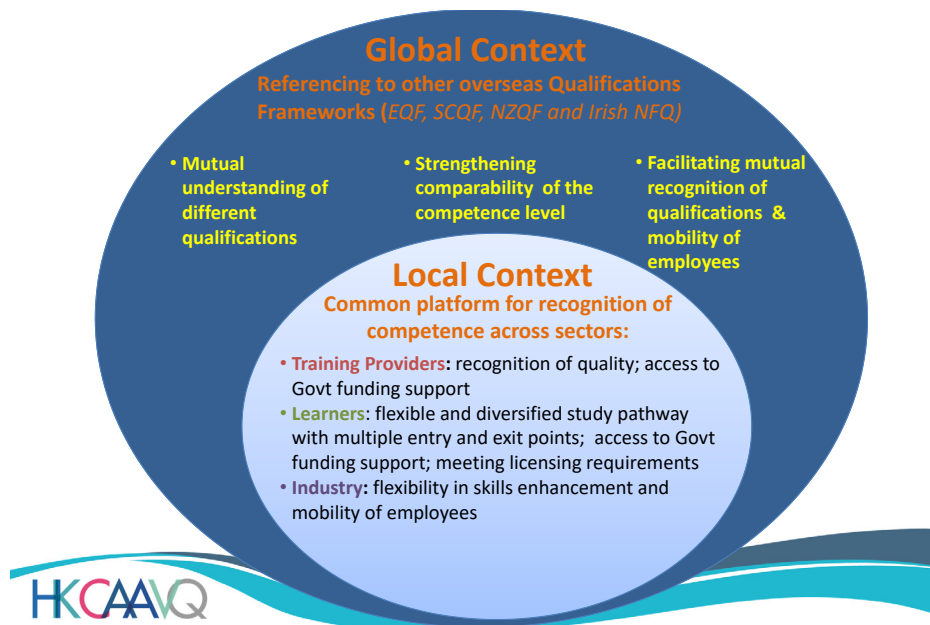 Global Context
Referencing to other overseas Qualifications
Frameworks (EQF, SCQF, NZQF and Irish NFQ)
• Mutual
understanding of
different
qualifications
• Strengthening
comparability of the
competence level
• Facilitating mutual
recognition of
qualifications &
mobility of
employees
Local Context
Common platform for recognition of
competence across sectors:
• Training Providers: recognition of quality; access to
Govt funding support
• Learners: flexible and diversified study pathway
with multiple entry and exit points; access to Govt
funding support; meeting licensing requirements
• Industry: flexibility in skills enhancement and
mobility of employees
HKCAAVQ